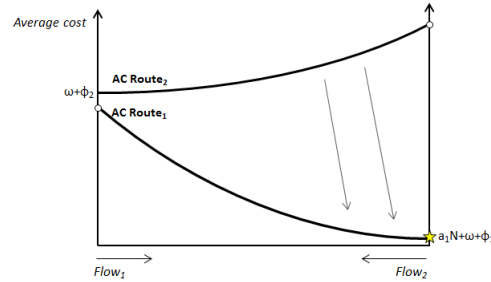 Average cost
AC Route₂
ω+ϕ₂
AC Route₁
a₁N+ω+ϕ
Flow₁
Flow₂